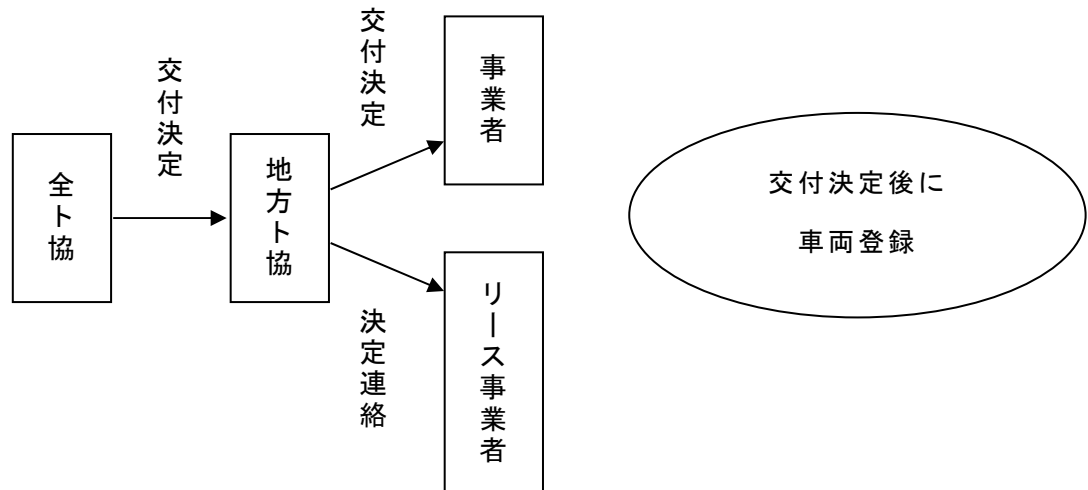 全ト協
交付決定
地方ト協
交付決定
事業者
決定連絡
リース事業者
交付決定後に
車両登録